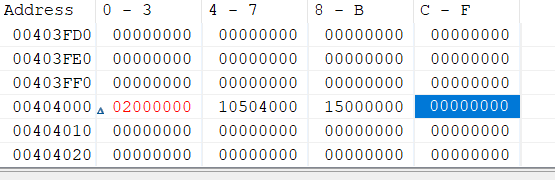 Address 0 - 3 4 - 7 8 - B C - F
00403FD0 00000000 00000000 00000000 00000000
00403FE0 00000000 00000000 00000000 00000000
00403FF0 00000000 00000000 00000000 00000000
00404000 02000000 10504000 15000000 00000000
00404010 00000000 00000000 00000000 00000000
00404020 00000000 00000000 00000000 00000000